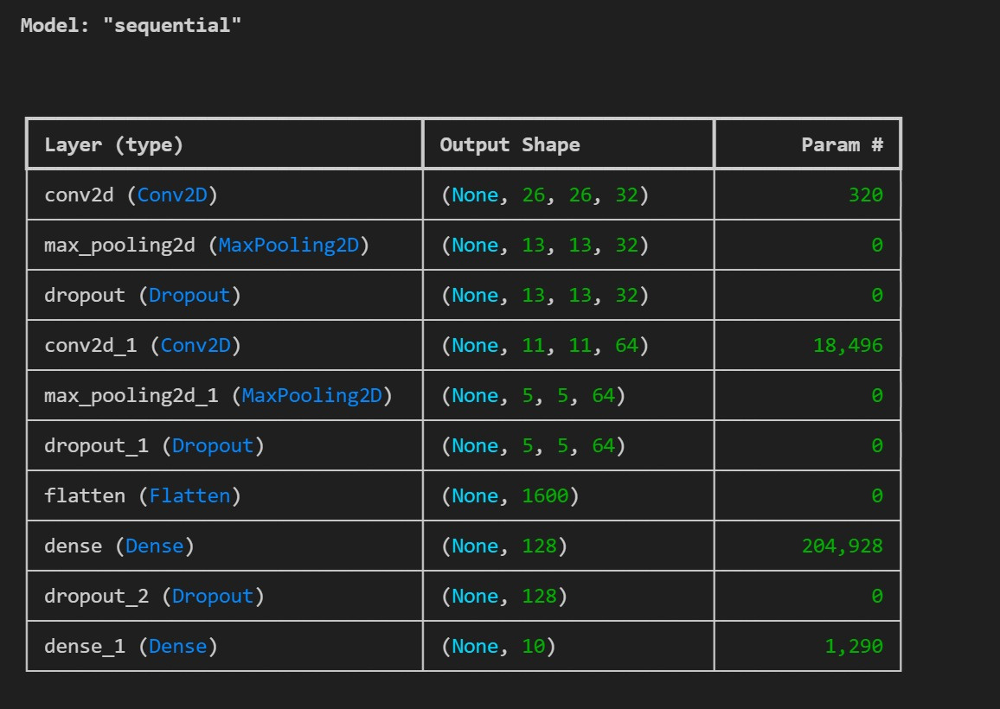 Model: "sequential"
Layer (type) Output Shape Param #
conv2d (Conv2D) (None, 26, 26, 32) 320
max_pooling2d (MaxPooling2D) (None, 13, 13, 32) 0
dropout (Dropout) (None, 13, 13, 32) 0
conv2d_1 (Conv2D) (None, 11, 11, 64) 18,496
max_pooling2d_1 (MaxPooling2D) (None, 5, 5, 64) 0
dropout_1 (Dropout) (None, 5, 5, 64) 0
flatten (Flatten) (None, 1600) 0
dense (Dense) (None, 128) 204,928
dropout_2 (Dropout) (None, 128) 0
dense_1 (Dense) (None, 10) 1,290